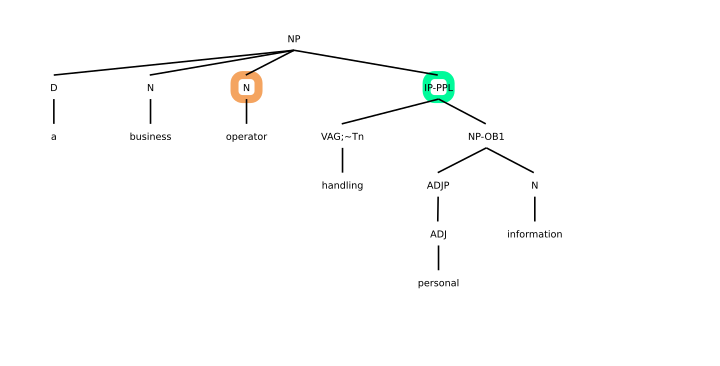 NP
D N N IP-PPL
a business operator VAG;~Tn NP-OB1
handling ADJP N
ADJ information
personal